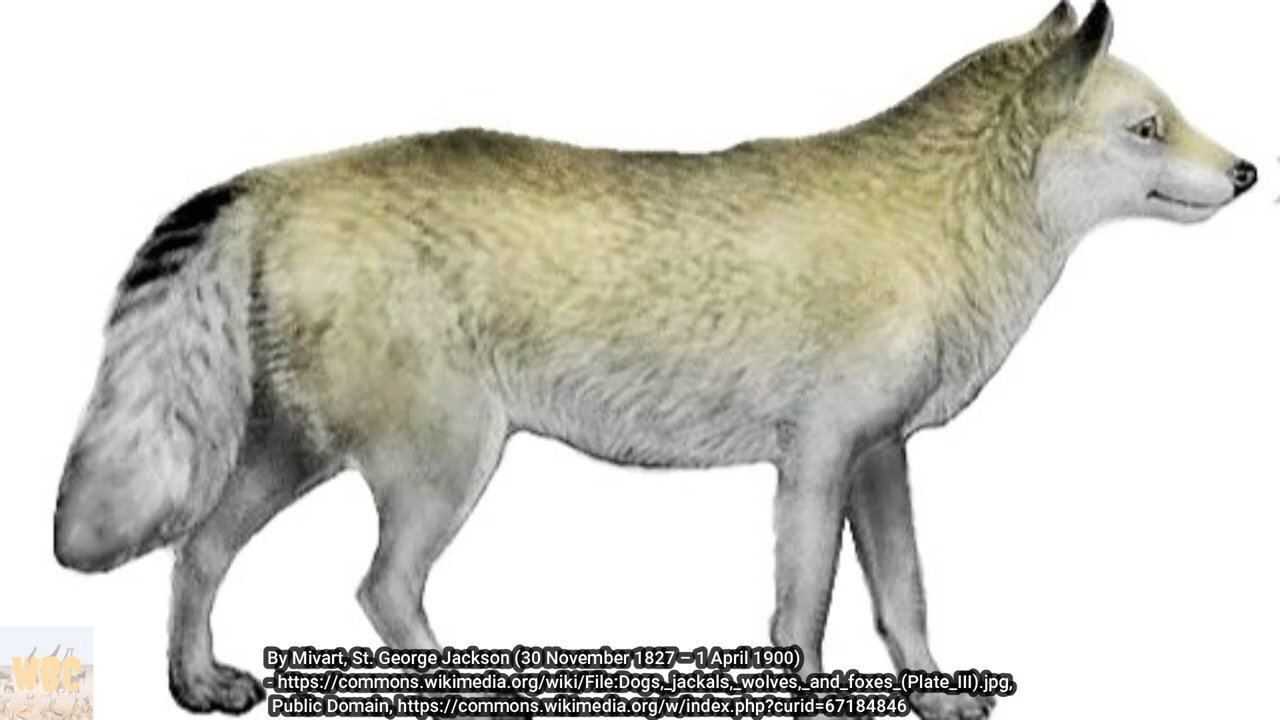 WBC
By Mivart, St. George Jackson (30 November 1827 – 1 April 1900)
- https://commons.wikimedia.org/wiki/File:Dogs,_jackals,_wolves,_and_foxes_(Plate_III).jpg,
Public Domain, https://commons.wikimedia.org/w/index.php?curid=67184846